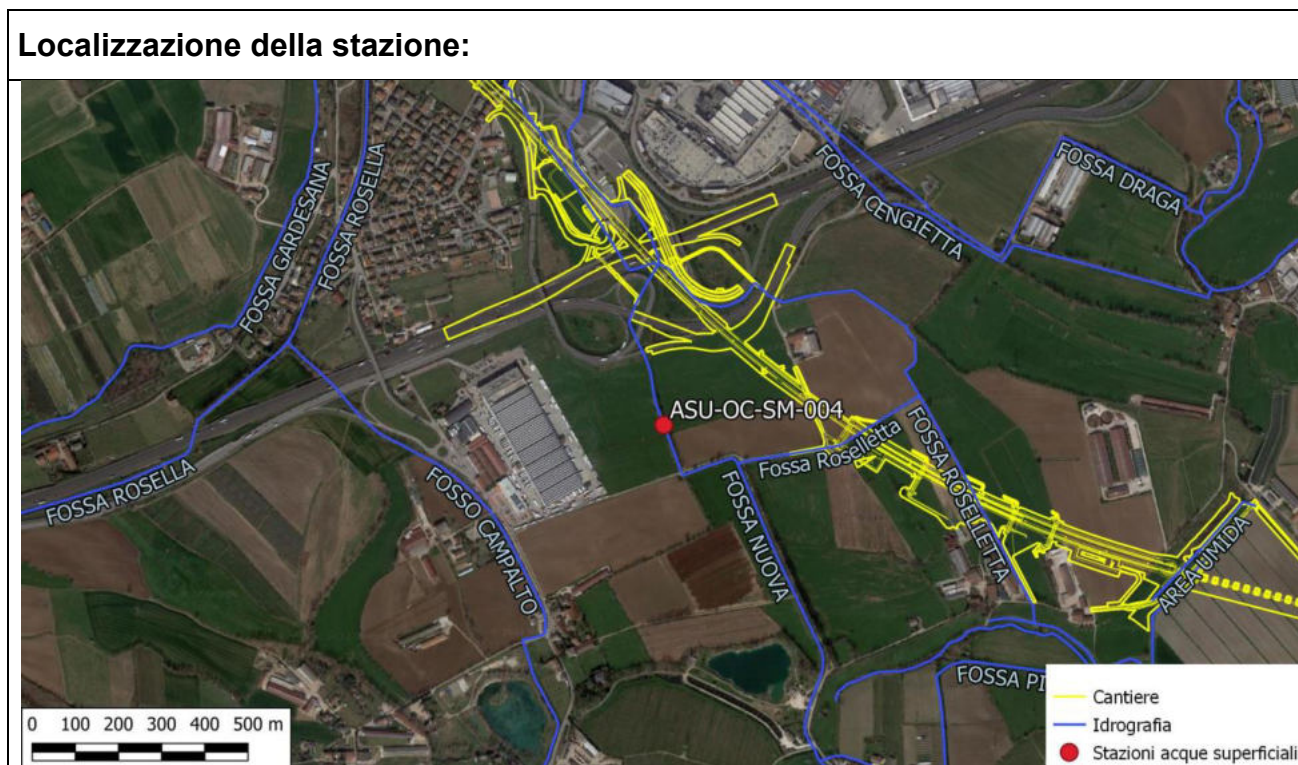 Localizzazione della stazione:
FOSSA GARDESANA
FOSSA ROSELLA
FOSSA CENGIETTA
FOSSA DRAGA
ASU-OC-SM-004
Fossa Roselletta
FOSSA ROSELLETTA
FOSSA ROSELLA
FOSSO CAMPALTO
FOSSA NUOVA
AREA UMIDA
FOSSA PI
0 100 200 300 400 500 m
Cantiere
Idrografia
Stazioni acque superficiali